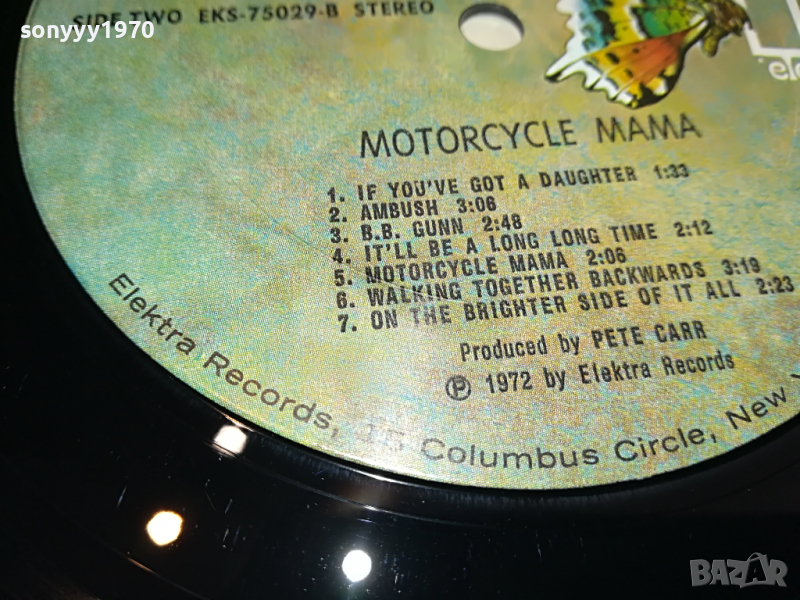 SIDE TWO EKS-75029-B STEREO
sonyyy1970
MOTORCYCLE MAMA
1. IF YOU'VE GOT A DAUGHTER 1:33
2. AMBUSH 3:06
3. B.B. GUNN 2:48
4. IT'LL BE A LONG LONG TIME 2:12
5. MOTORCYCLE MAMA 2:06
6. WALKING TOGETHER BACKWARDS 3:19
7. ON THE BRIGHTER SIDE OF IT ALL 2:23
Produced by PETE CARR
℗ 1972 by Elektra Records
Elektra Records, 15 Columbus Circle, New
BAZAR